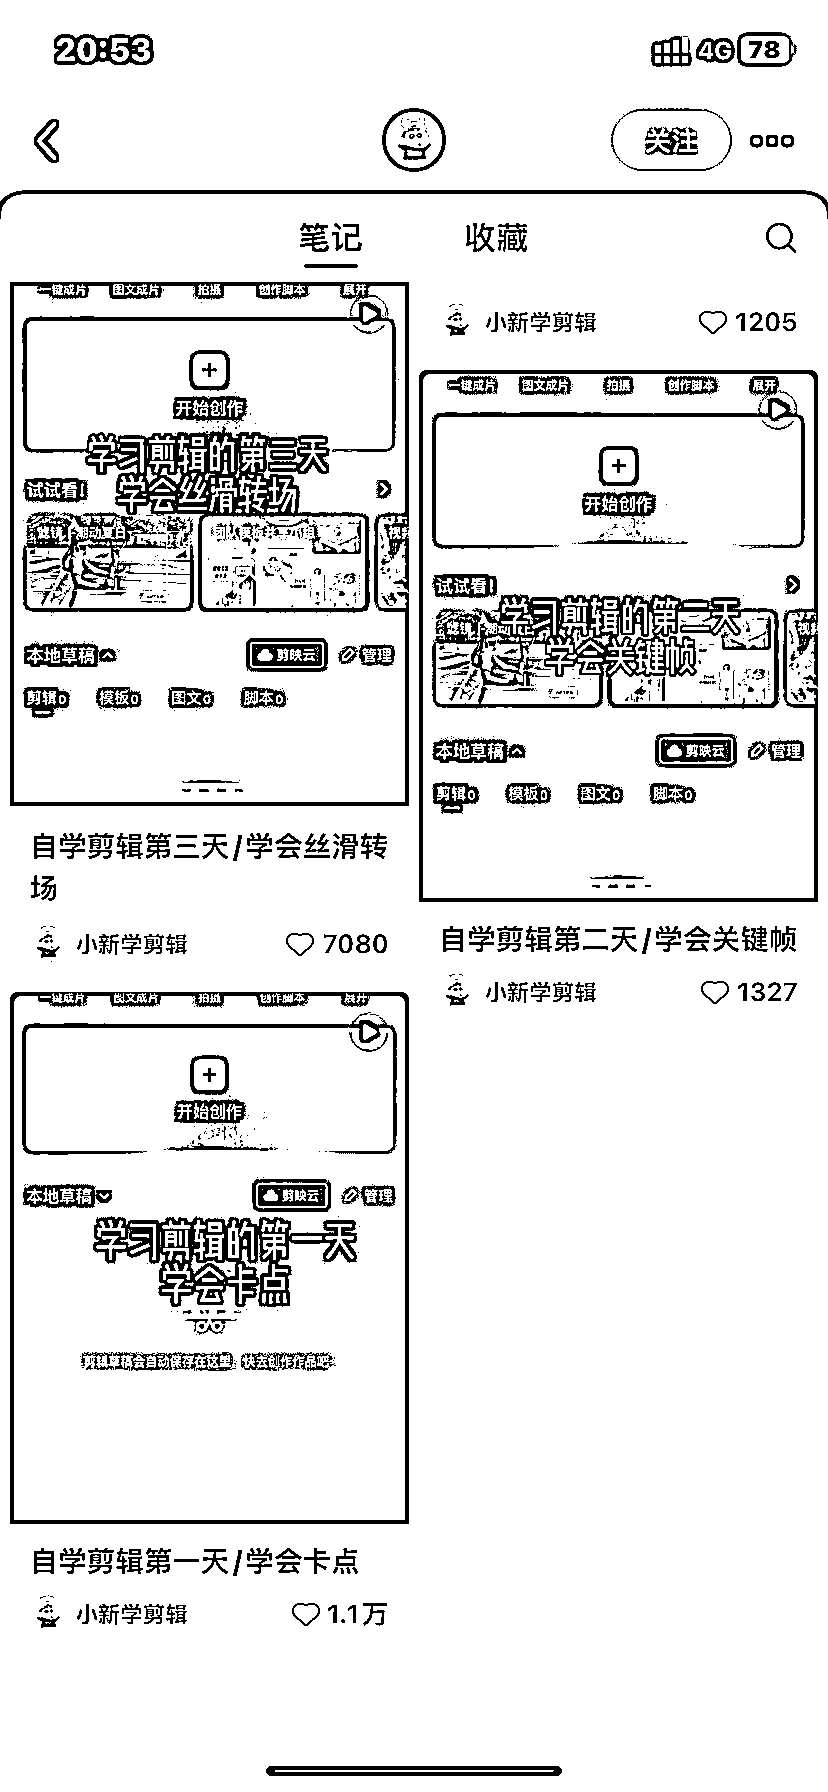 20:53
4G 78
关注
笔记
收藏
一键成片 图文成片 拍摄 创作脚本 展开
开始创作
学习剪辑的第三天
试试看!
学会丝滑转场
本地草稿
剪映云
管理
剪辑0 模板0 图文0 脚本0
自学剪辑第三天/学会丝滑转
场
小新学剪辑
7080
小新学剪辑
1205
一键成片 图文成片 拍摄 创作脚本 展开
开始创作
试试看!
学习剪辑的第二天
学会关键帧
本地草稿
剪映云
管理
剪辑0 模板0 图文0 脚本0
自学剪辑第二天/学会关键帧
小新学剪辑
1327
一键成片 图文成片 拍摄 创作脚本 展开
开始创作
本地草稿
剪映云
管理
学习剪辑的第一天
学会卡点
剪辑草稿会自动保存在这里 快去创作作品吧
自学剪辑第一天/学会卡点
小新学剪辑
1.1万